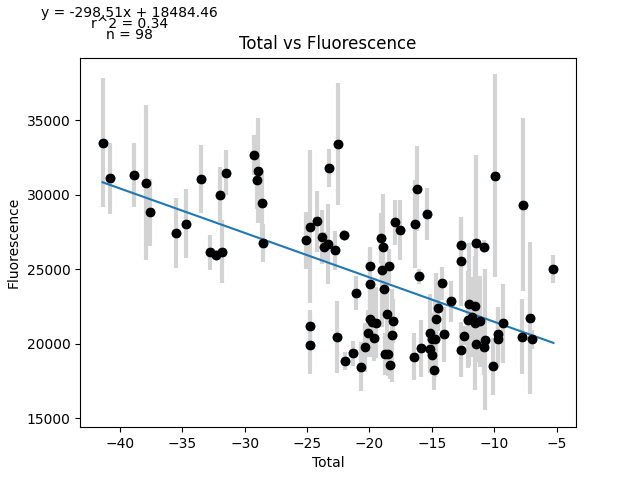 y = -298.51x + 18484.46
r^2 = 0.34
n = 98
Total vs Fluorescence
35000
30000
25000
20000
15000
Fluorescence
−40 −35 −30 −25 −20 −15 −10 −5
Total